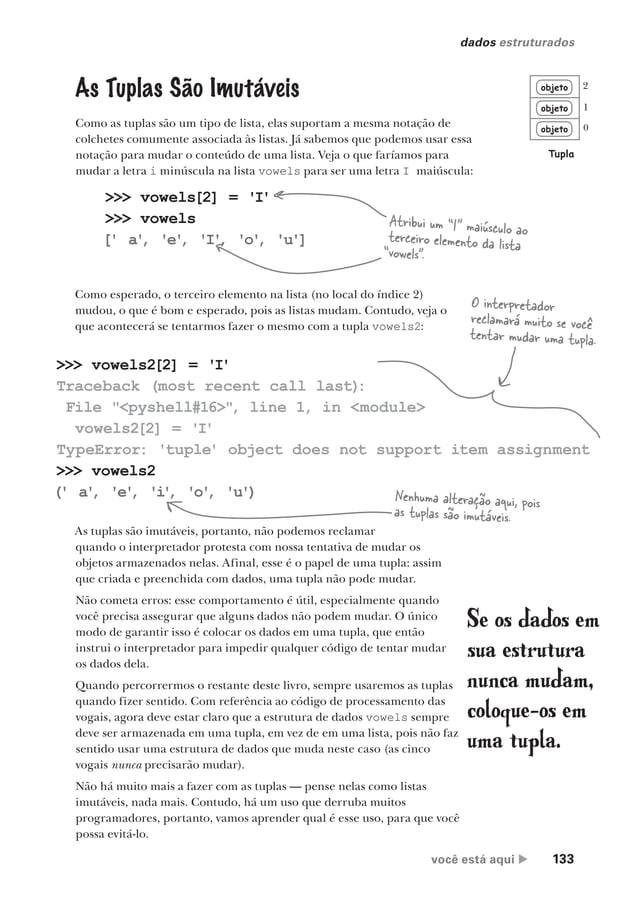 dados estruturados
As Tuplas São Imutáveis
objeto 2
objeto 1
objeto 0
Tupla
Como as tuplas são um tipo de lista, elas suportam a mesma notação de
colchetes comumente associada às listas. Já sabemos que podemos usar essa
notação para mudar o conteúdo de uma lista. Veja o que faríamos para
mudar a letra i minúscula na lista vowels para ser uma letra I maiúscula:
>>> vowels[2] = 'I'
>>> vowels
[' a', 'e', 'I', 'o', 'u']
Atribui um "I" maiúsculo ao
terceiro elemento da lista
"vowels".
Como esperado, o terceiro elemento na lista (no local do índice 2)
mudou, o que é bom e esperado, pois as listas mudam. Contudo, veja o
que acontecerá se tentarmos fazer o mesmo com a tupla vowels2:
O interpretador
reclamará muito se você
tentar mudar uma tupla.
>>> vowels2[2] = 'I'
Traceback (most recent call last):
File "<pyshell#16>", line 1, in <module>
vowels2[2] = 'I'
TypeError: 'tuple' object does not support item assignment
>>> vowels2
(' a', 'e', 'i', 'o', 'u')
Nenhuma alteração aqui, pois
as tuplas são imutáveis.
As tuplas são imutáveis, portanto, não podemos reclamar
quando o interpretador protesta com nossa tentativa de mudar os
objetos armazenados nelas. Afinal, esse é o papel de uma tupla: assim
que criada e preenchida com dados, uma tupla não pode mudar.
Não cometa erros: esse comportamento é útil, especialmente quando
você precisa assegurar que alguns dados não podem mudar. O único
modo de garantir isso é colocar os dados em uma tupla, que então
instrui o interpretador para impedir qualquer código de tentar mudar
os dados dela.
Quando percorrermos o restante deste livro, sempre usaremos as tuplas
quando fizer sentido. Com referência ao código de processamento das
vogais, agora deve estar claro que a estrutura de dados vowels sempre
deve ser armazenada em uma tupla, em vez de em uma lista, pois não faz
sentido usar uma estrutura de dados que muda neste caso (as cinco
vogais nunca precisarão mudar).
Não há muito mais a fazer com as tuplas — pense nelas como listas
imutáveis, nada mais. Contudo, há um uso que derruba muitos
programadores, portanto, vamos aprender qual é esse uso, para que você
possa evitá-lo.
Se os dados em
sua estrutura
nunca mudam,
coloque-os em
uma tupla.
você está aqui ▶ 133